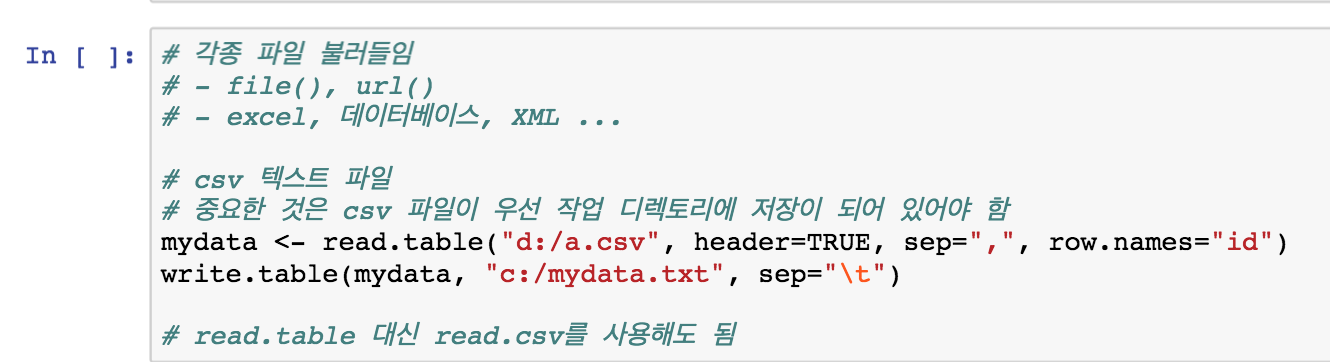 In [ ]: # 각종 파일 불러들임
# - file(), url()
# - excel, 데이터베이스, XML ...
# csv 텍스트 파일
# 중요한 것은 csv 파일이 우선 작업 디렉토리에 저장이 되어 있어야 함
mydata <- read.table("d:/a.csv", header=TRUE, sep=",", row.names="id")
write.table(mydata, "c:/mydata.txt", sep="\t")
# read.table 대신 read.csv를 사용해도 됨